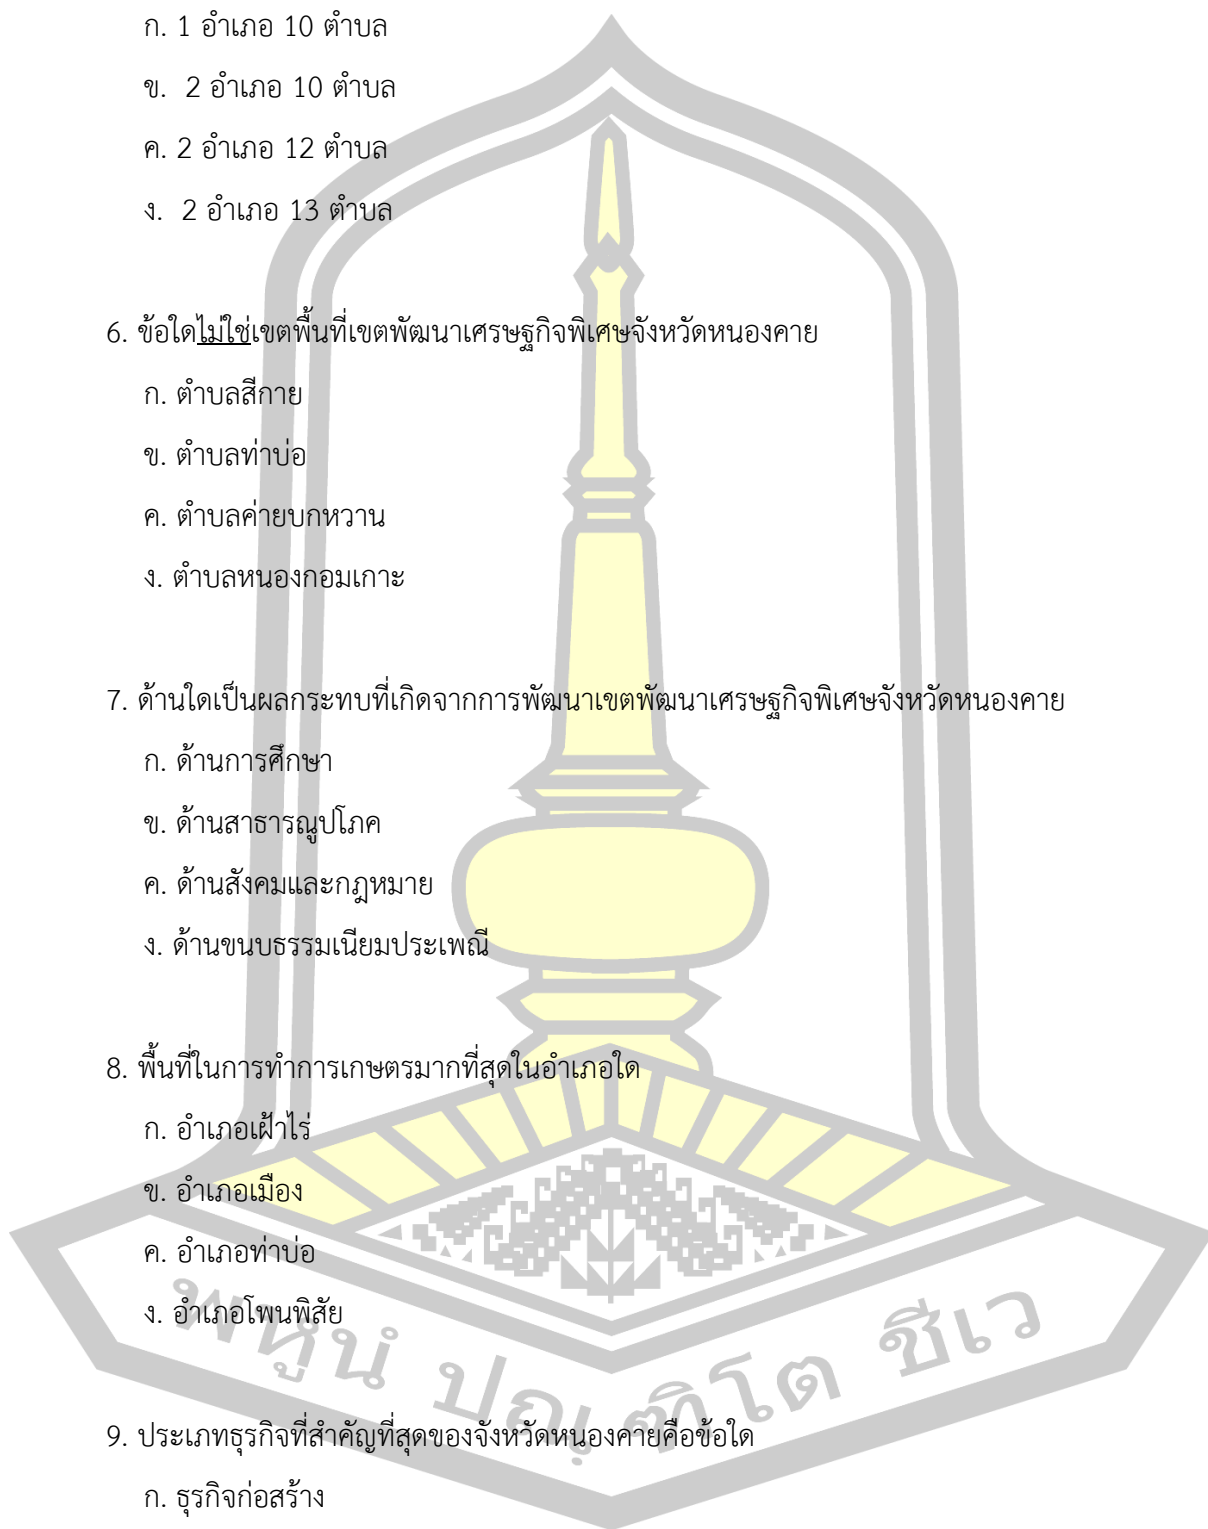 ก. 1 อำเภอ 10 ตำบล
ข. 2 อำเภอ 10 ตำบล
ค. 2 อำเภอ 12 ตำบล
ง. 2 อำเภอ 13 ตำบล
6. ข้อใดไม่ใช่เขตพื้นที่เขตพัฒนาเศรษฐกิจพิเศษจังหวัดหนองคาย
ก. ตำบลสีกาย
ข. ตำบลท่าบ่อ
ค. ตำบลค่ายบกหวาน
ง. ตำบลหนองกอมเกาะ
7. ด้านใดเป็นผลกระทบที่เกิดจากการพัฒนาเขตพัฒนาเศรษฐกิจพิเศษจังหวัดหนองคาย
ก. ด้านการศึกษา
ข. ด้านสาธารณูปโภค
ค. ด้านสังคมและกฎหมาย
ง. ด้านขนบธรรมเนียมประเพณี
8. พื้นที่ในการทำการเกษตรมากที่สุดในอำเภอใด
ก. อำเภอเฝ้าไร่
ข. อำเภอเมือง
ค. อำเภอท่าบ่อ
ง. อำเภอโพนพิสัย
พหูนํ ปณฺฑิโต ชีเว
9. ประเภทธุรกิจที่สำคัญที่สุดของจังหวัดหนองคายคือข้อใด
ก. ธุรกิจก่อสร้าง